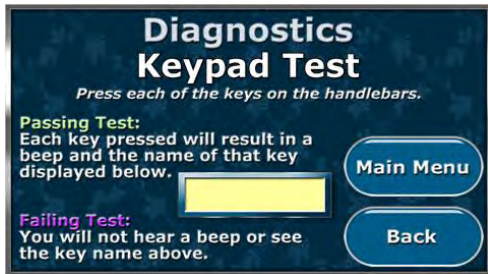 Diagnostics
Keypad Test
Press each of the keys on the handlebars.
Passing Test:
Each key pressed will result in a
beep and the name of that key
displayed below.
Main Menu
Failing Test:
You will not hear a beep or see
the key name above.
Back